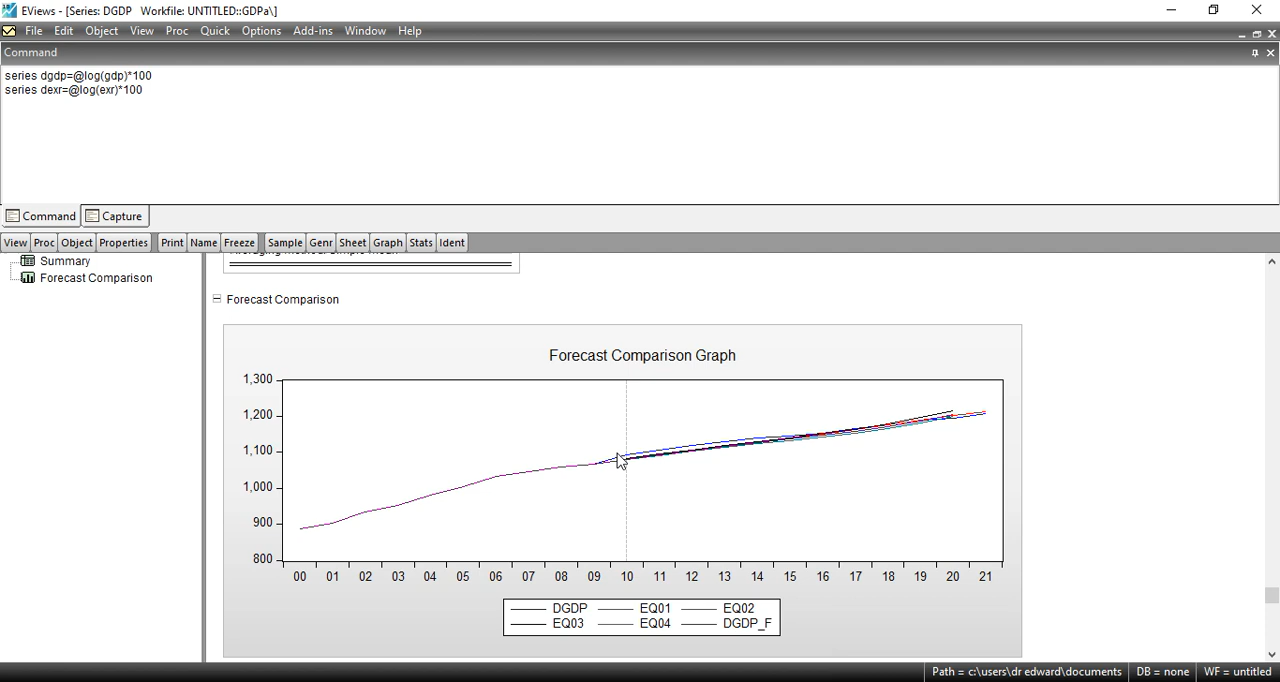 EViews - [Series: DGDP Workfile: UNTITLED::GDPa\]
File Edit Object View Proc Quick Options Add-ins Window Help
Command
series dgdp=@log(gdp)*100
series dexr=@log(exr)*100
Command Capture
View Proc Object Properties Print Name Freeze Sample Genr Sheet Graph Stats Ident
Summary
Forecast Comparison
Forecast Comparison
Forecast Comparison Graph
1,300
1,200
1,100
1,000
900
800
00 01 02 03 04 05 06 07 08 09 10 11 12 13 14 15 16 17 18 19 20 21
DGDP EQ01 EQ02
EQ03 EQ04 DGDP_F
Path = c:\users\dr edward\documents DB = none WF = untitled